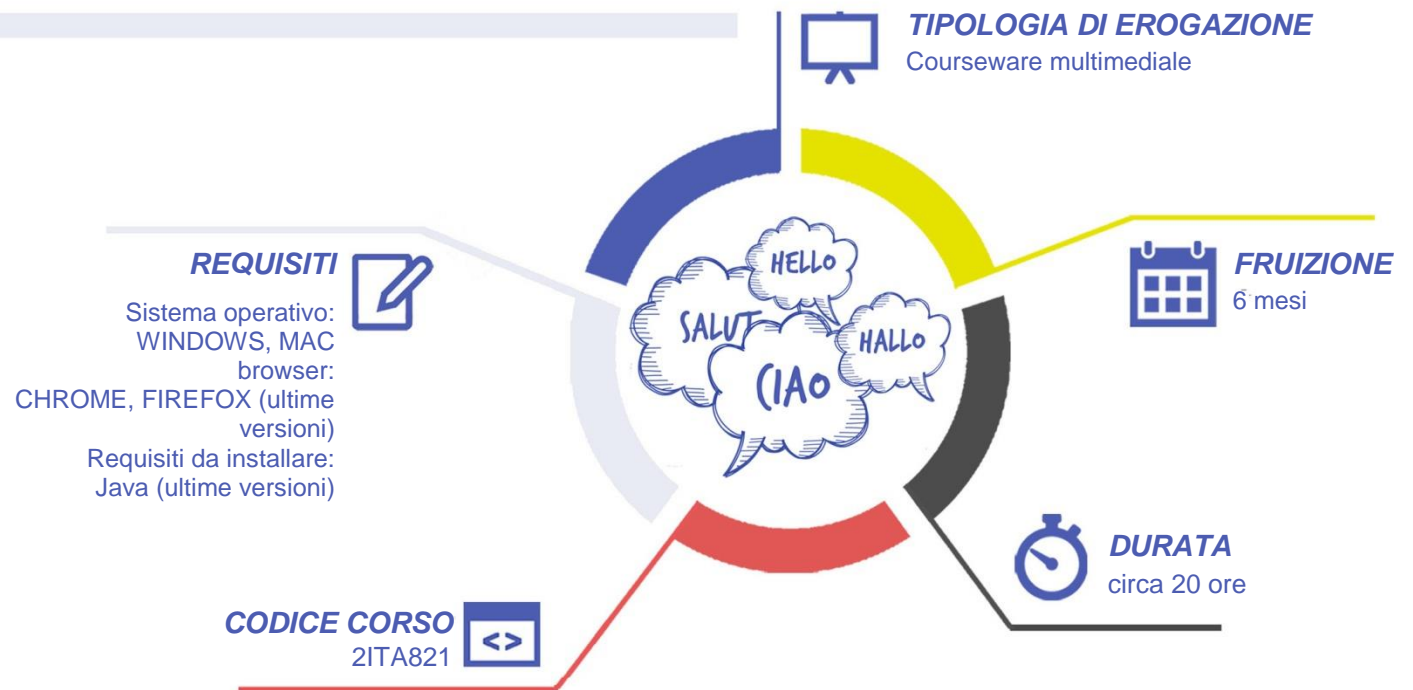 TIPOLOGIA DI EROGAZIONE
Courseware multimediale
REQUISITI
Sistema operativo:
WINDOWS, MAC
browser:
CHROME, FIREFOX (ultime
versioni)
Requisiti da installare:
Java (ultime versioni)
HELLO
SALUT
HALLO
CIAO
FRUIZIONE
6 mesi
DURATA
circa 20 ore
CODICE CORSO
2ITA821
<>